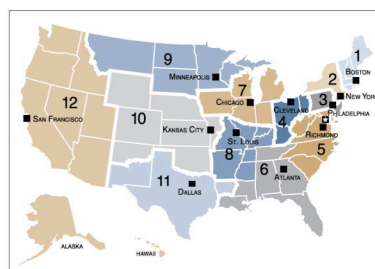 1
9
2
BOSTON
MINNEAPOLIS
7
3
NEW YORK
CLEVELAND
PHILADELPHIA
12
CHICAGO
10
4
SAN FRANCISCO
RICHMOND
KANSAS CITY
ST. LOUIS
5
8
6
11
ATLANTA
DALLAS
HAWAII
ALASKA